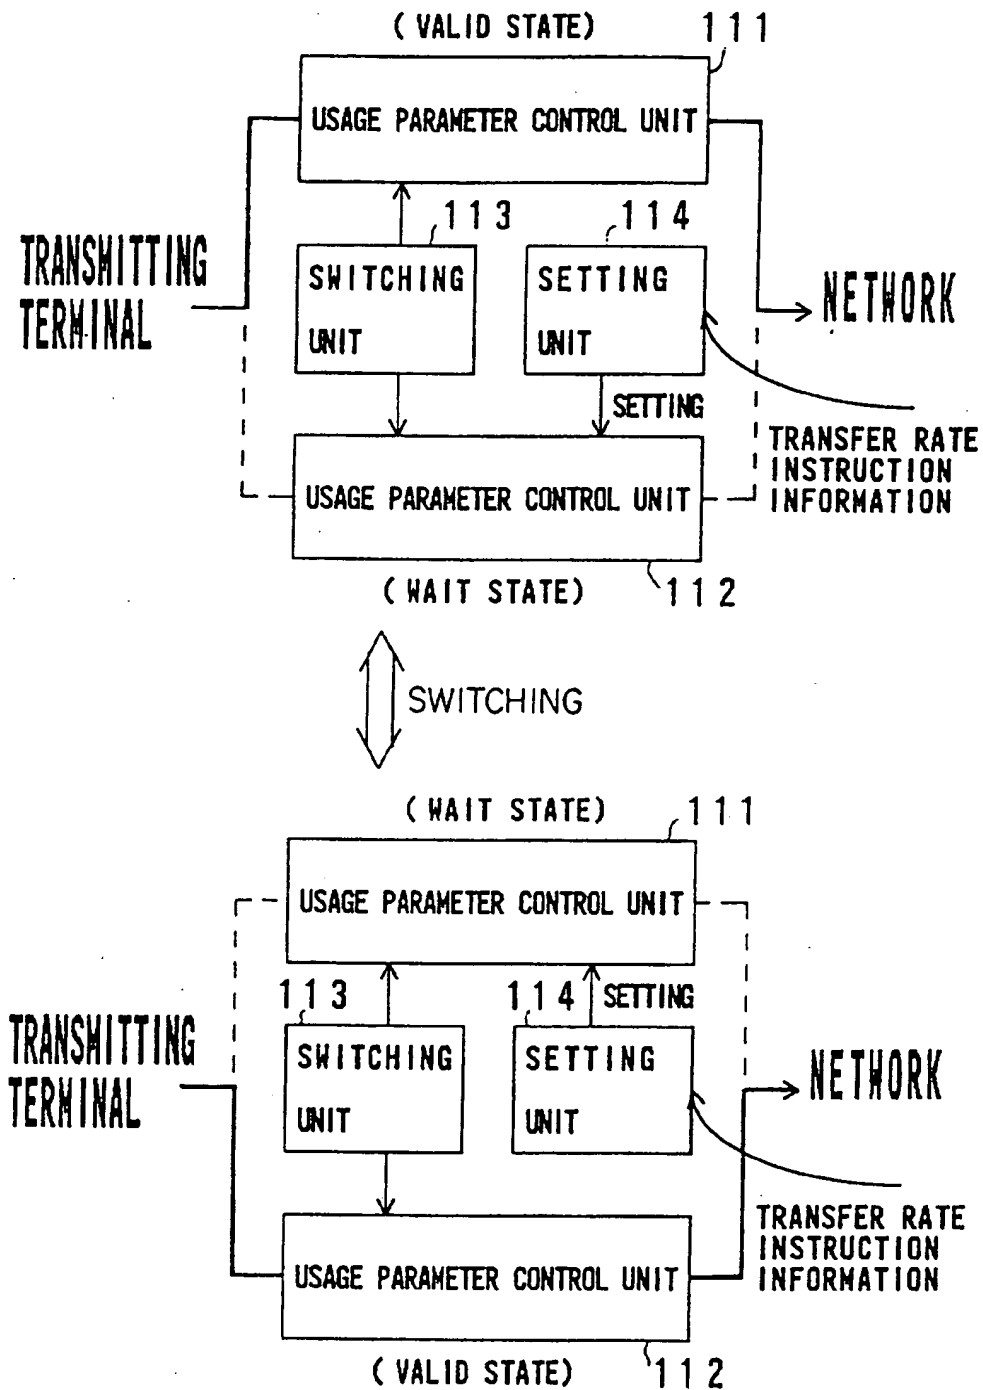 (VALID STATE)
111
USAGE PARAMETER CONTROL UNIT
113
114
TRANSMITTING
TERMINAL
SWITCHING
UNIT
SETTING
UNIT
NETWORK
SETTING
TRANSFER RATE
INSTRUCTION
INFORMATION
USAGE PARAMETER CONTROL UNIT
(WAIT STATE)
112
SWITCHING
(WAIT STATE)
111
USAGE PARAMETER CONTROL UNIT
113
114
SETTING
TRANSMITTING
TERMINAL
SWITCHING
UNIT
SETTING
UNIT
NETWORK
TRANSFER RATE
INSTRUCTION
INFORMATION
USAGE PARAMETER CONTROL UNIT
(VALID STATE)
112